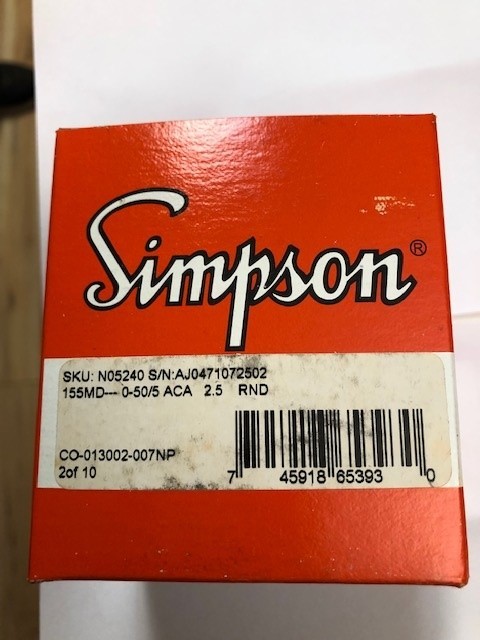 Simpson®
SKU: N05240 S/N:AJ0471072502
155MD--- 0-50/5 ACA 2.5 RND
CO-013002-007NP
2of 10
7 45918 65393 0